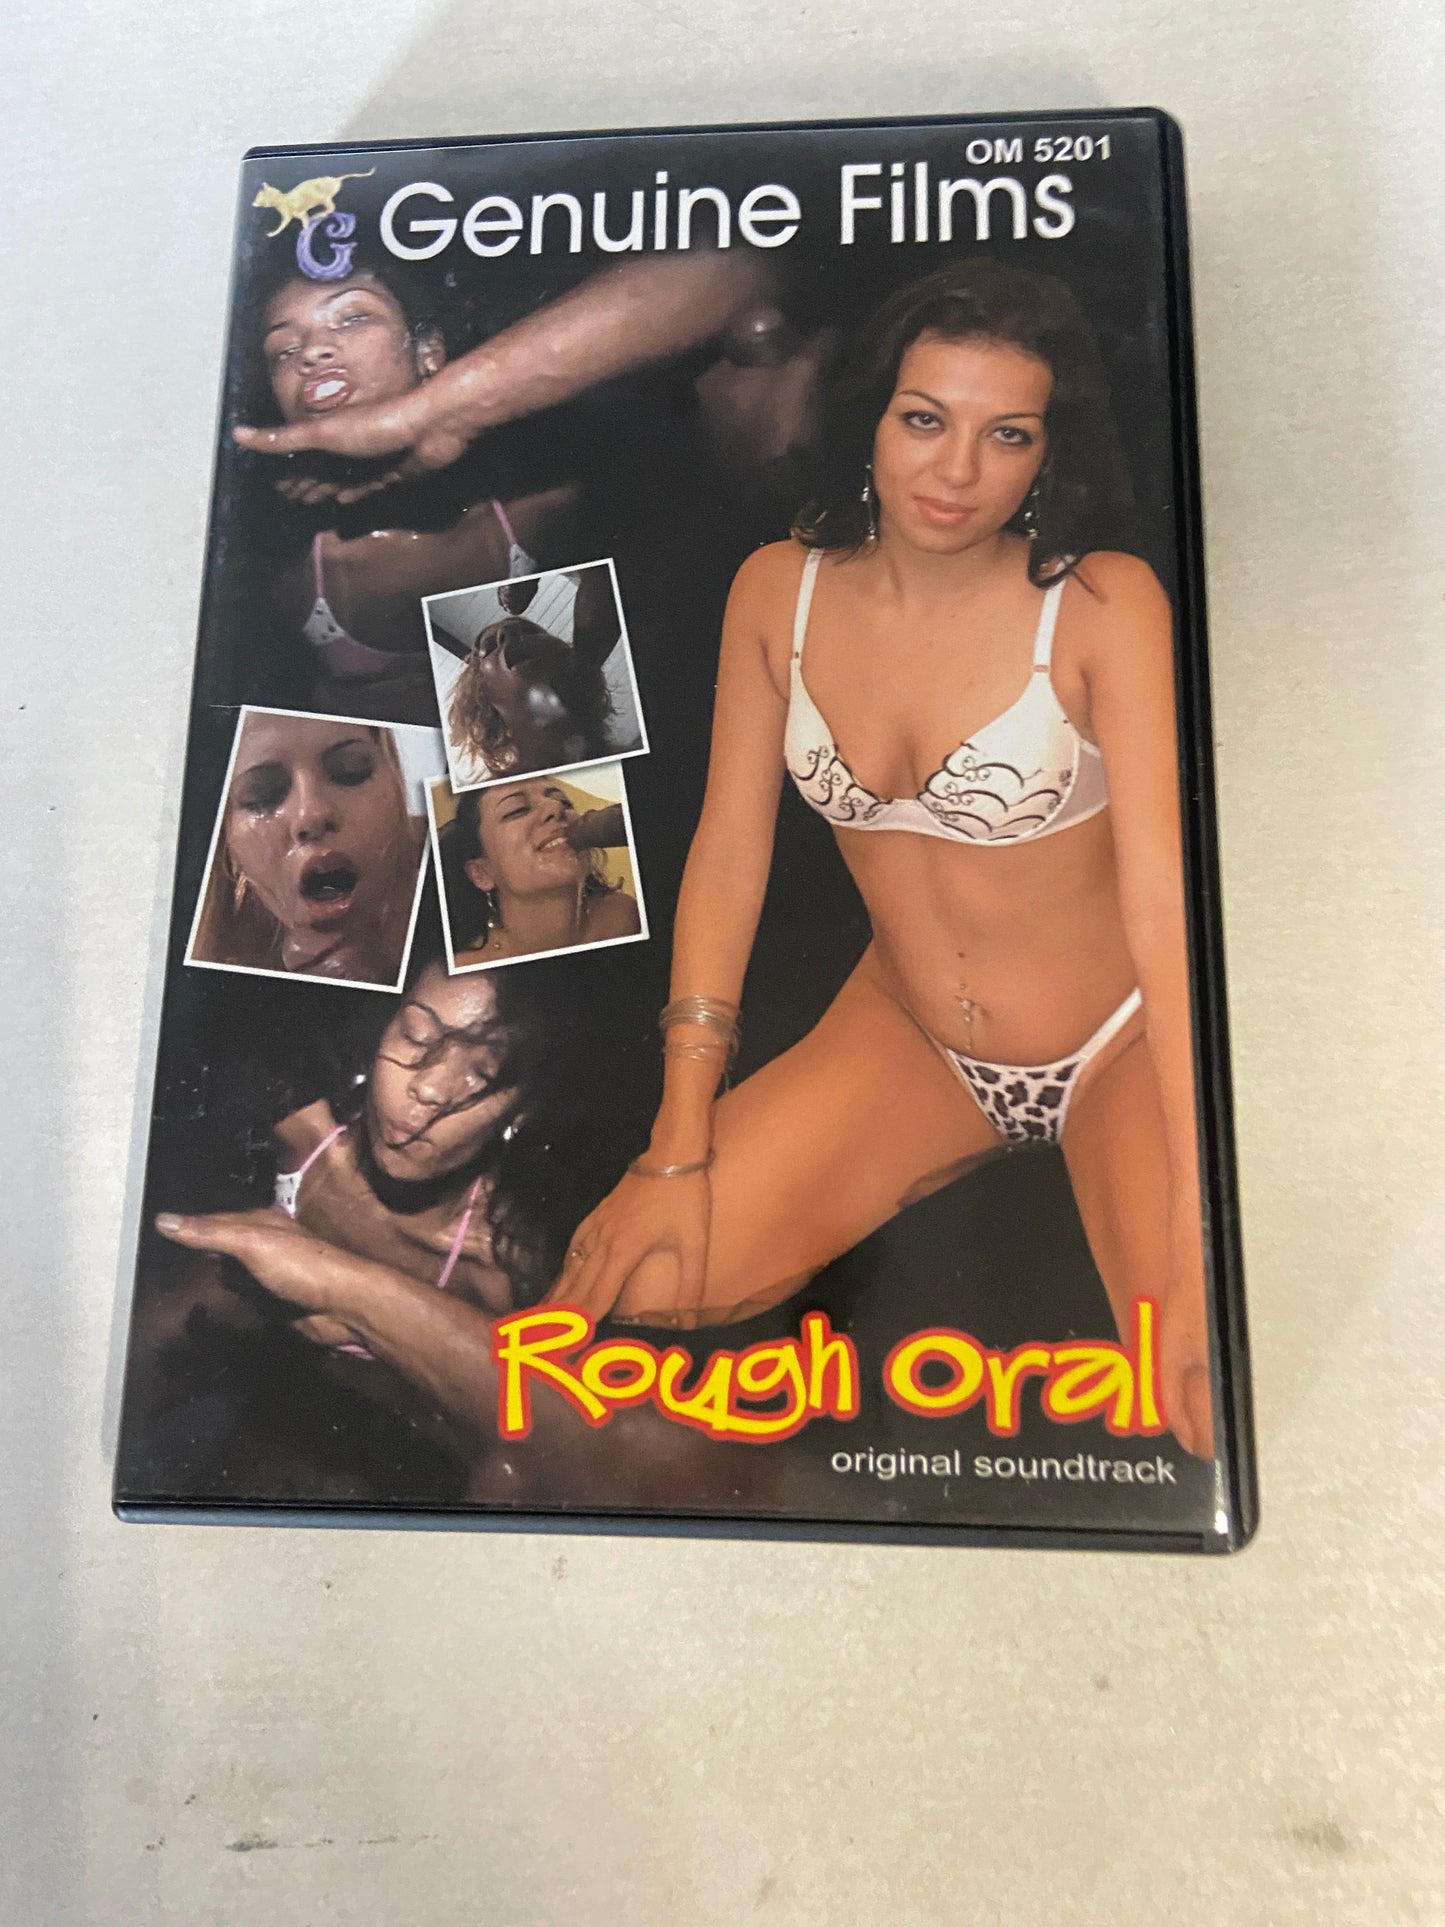 OM 5201
G Genuine Films
Rough Oral
original soundtrack